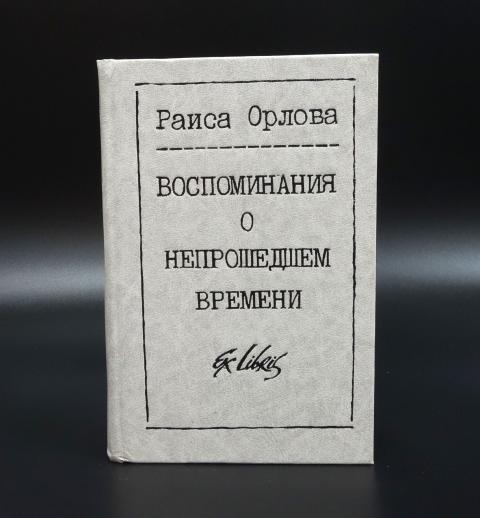 Раиса Орлова
ВОСПОМИНАНИЯ
О
НЕПРОШЕДШЕМ
ВРЕМЕНИ
Ex Libris